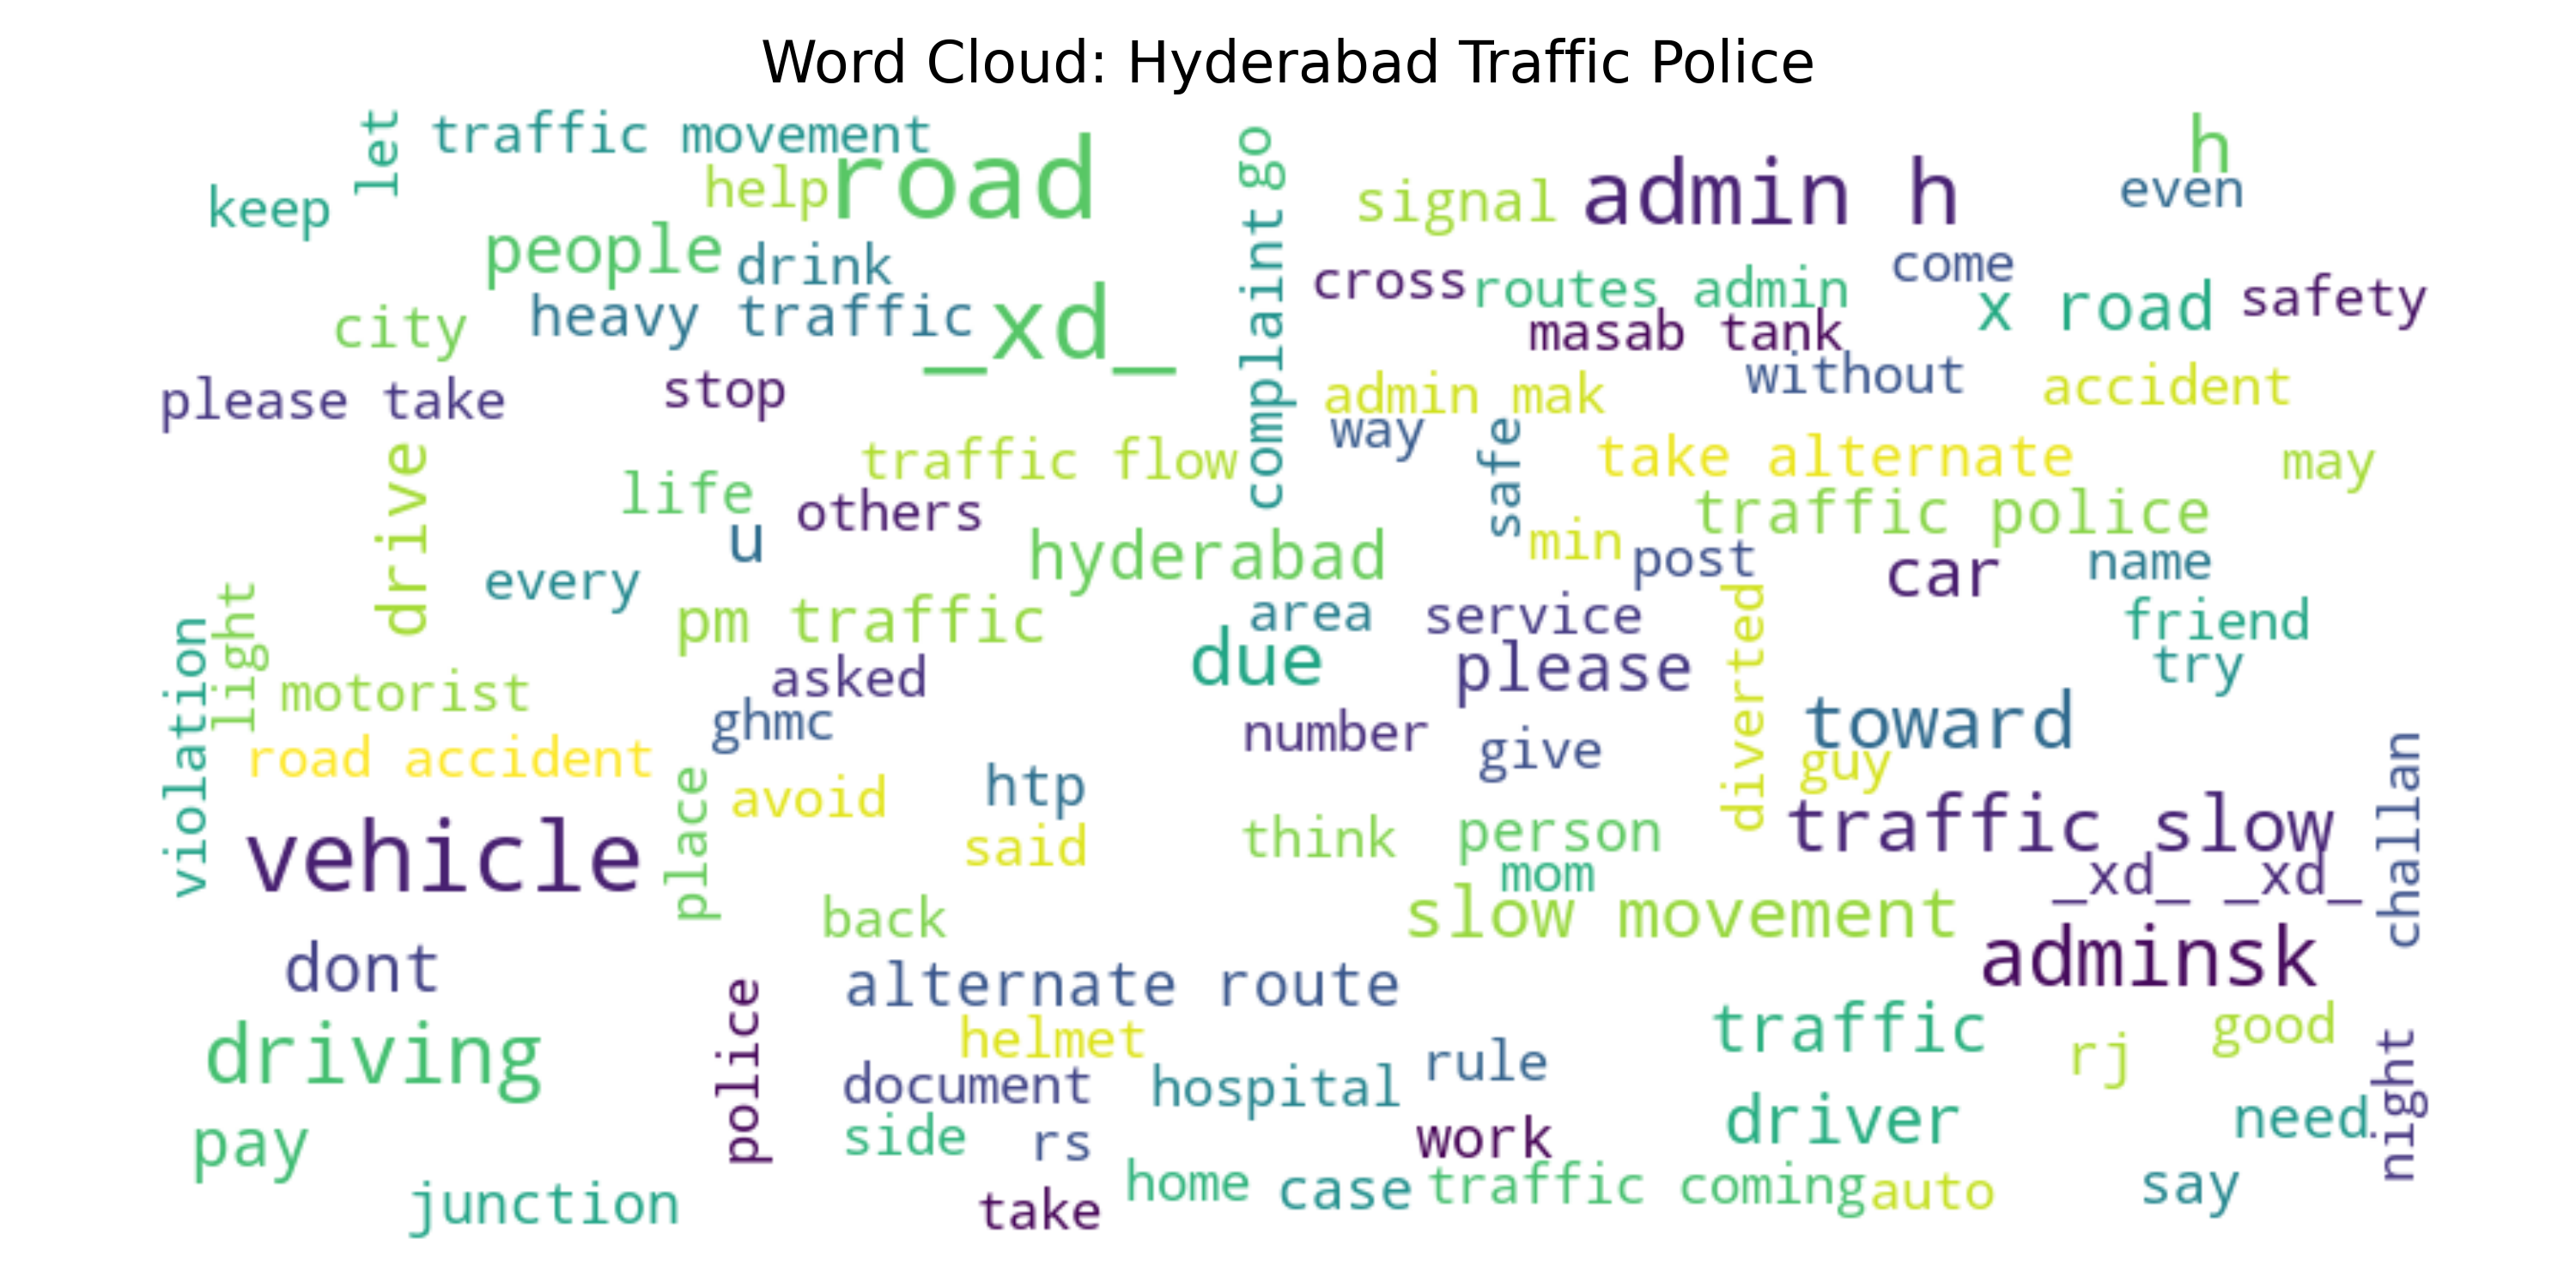 Word Cloud: Hyderabad Traffic Police
let
traffic movement
go
h
keep
help
road
signal
admin h
even
people
drink
complaint
cross
routes admin
come
x road
safety
city
heavy traffic
_xd_
masab tank
please take
stop
admin mak
without
accident
way
drive
traffic flow
safe
take alternate
may
life
others
traffic police
u
hyderabad
min
post
car
name
every
light
pm traffic
area
service
diverted
friend
violation
motorist
asked
due
please
try
ghmc
number
give
toward
road accident
guy
place
avoid
htp
challan
vehicle
said
think
person
traffic slow
mom
_xd_ _xd_
back
slow movement
dont
adminsk
police
alternate route
driving
helmet
traffic
rj
good
night
document
hospital
rule
pay
side
rs
work
driver
need
junction
take
home
case
traffic coming
auto
say